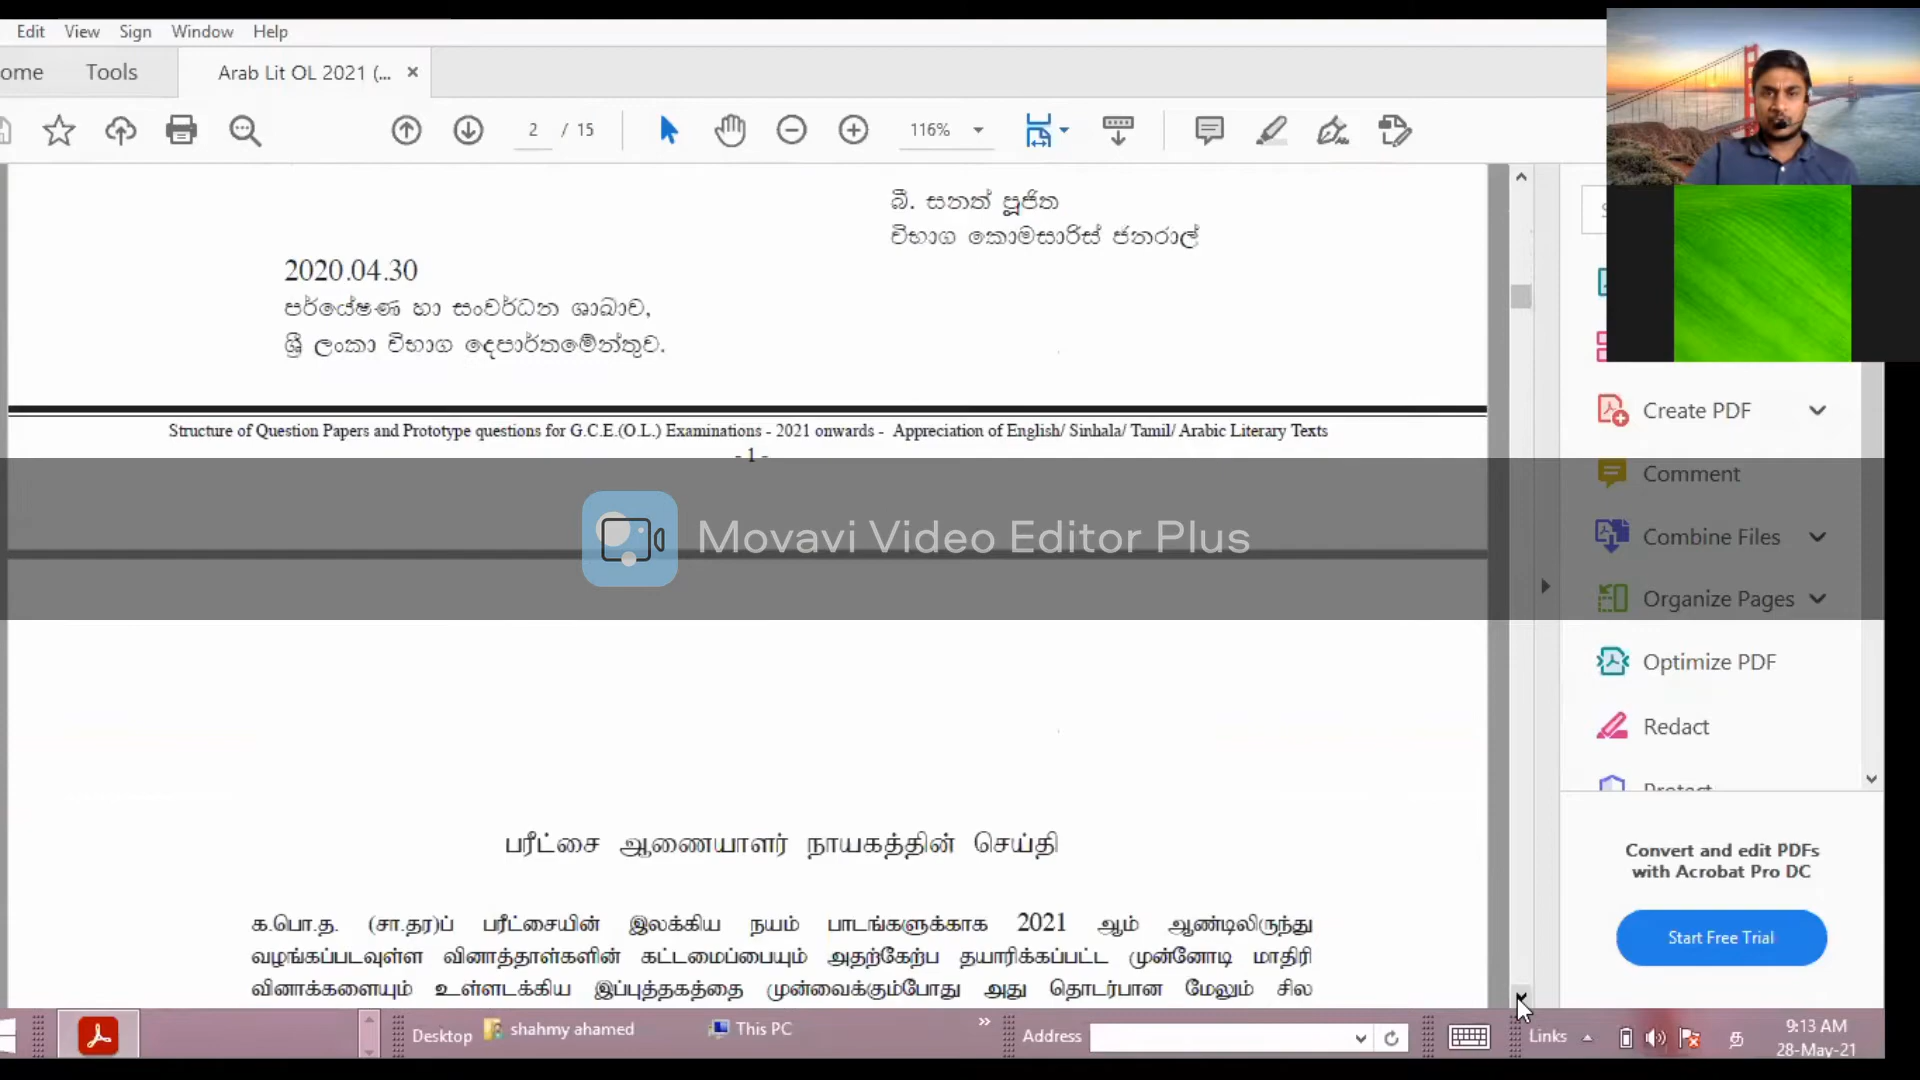 Edit View Sign Window Help
ome Tools Arab Lit OL 2021 (... ×
2 / 15 116%
බී. සනත් පූජිත
විභාග කොමසාරිස් ජනරාල්
2020.04.30
පර්යේෂණ හා සංවර්ධන ශාඛාව,
ශ්‍රී ලංකා විභාග දෙපාර්තමේන්තුව.
Structure of Question Papers and Prototype questions for G.C.E.(O.L.) Examinations - 2021 onwards - Appreciation of English/ Sinhala/ Tamil/ Arabic Literary Texts
- 1 -
Movavi Video Editor Plus
பரீட்சை ஆணையாளர் நாயகத்தின் செய்தி
க.பொ.த. (சா.தர)ப் பரீட்சையின் இலக்கிய நயம் பாடங்களுக்காக 2021 ஆம் ஆண்டிலிருந்து
வழங்கப்படவுள்ள வினாத்தாள்களின் கட்டமைப்பையும் அதற்கேற்ப தயாரிக்கப்பட்ட முன்னோடி மாதிரி
வினாக்களையும் உள்ளடக்கிய இப்புத்தகத்தை முன்வைக்கும்போது அது தொடர்பான மேலும் சில
Create PDF
Comment
Combine Files
Organize Pages
Optimize PDF
Redact
Protect
Convert and edit PDFs
with Acrobat Pro DC
Start Free Trial
Desktop shahmy ahamed This PC » Address Links த 9:13 AM
28-May-21